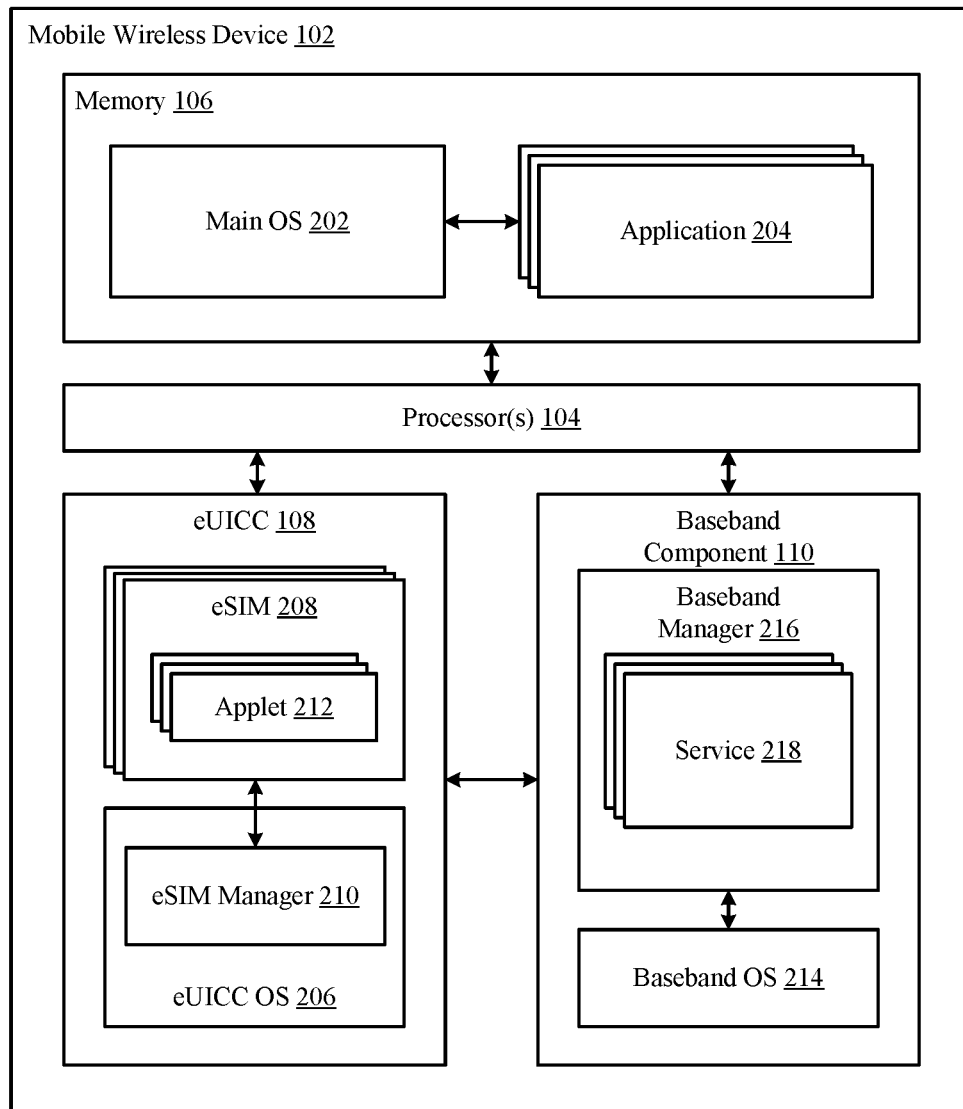 Mobile Wireless Device 102
Memory 106
Main OS 202
Application 204
Processor(s) 104
eUICC 108
eSIM 208
Applet 212
eSIM Manager 210
eUICC OS 206
Baseband
Component 110
Baseband
Manager 216
Service 218
Baseband OS 214